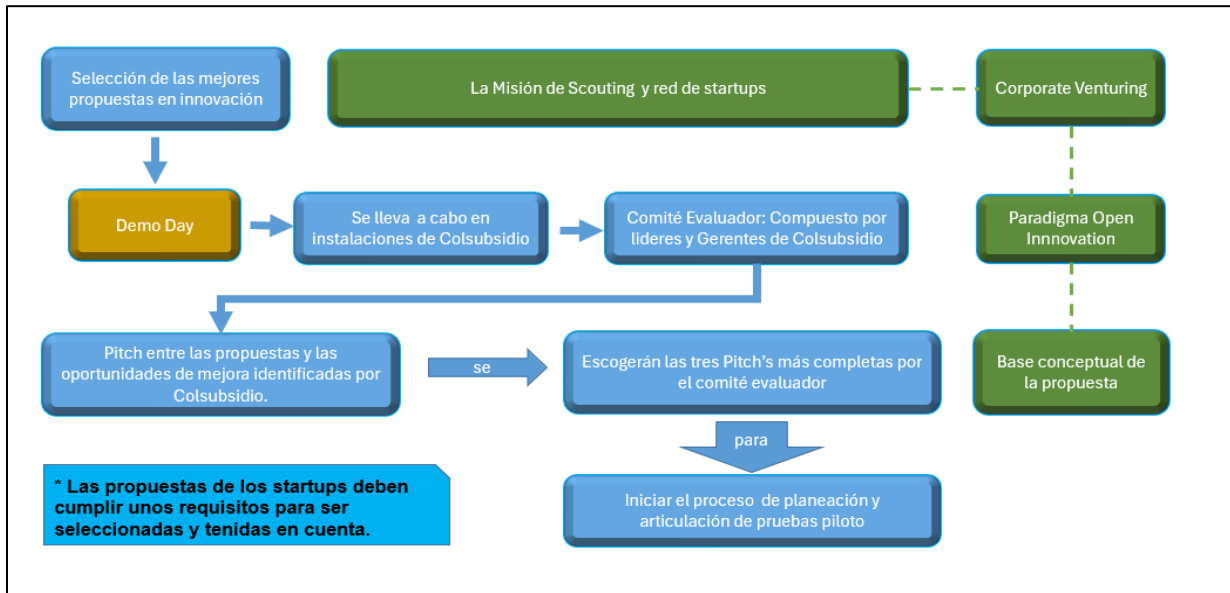 Selección de las mejores
propuestas en innovación
La Misión de Scouting y red de startups
Corporate Venturing
Demo Day
Se lleva a cabo en
instalaciones de Colsubsidio
Comité Evaluador: Compuesto por
lideres y Gerentes de Colsubsidio
Paradigma Open
Innnovation
Pitch entre las propuestas y las
oportunidades de mejora identificadas por
Colsubsidio.
se
Escogerán las tres Pitch's más completas por
el comité evaluador
Base conceptual de
la propuesta
para
* Las propuestas de los startups deben
cumplir unos requisitos para ser
seleccionadas y tenidas en cuenta.
Iniciar el proceso de planeación y
articulación de pruebas piloto